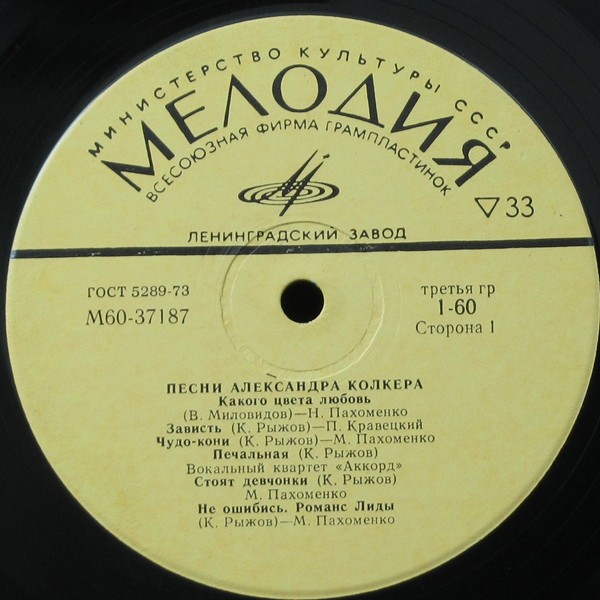 МИНИСТЕРСТВО КУЛЬТУРЫ СССР
МЕЛОДИЯ
ВСЕСОЮЗНАЯ ФИРМА ГРАМПЛАСТИНОК
33
ЛЕНИНГРАДСКИЙ ЗАВОД
ГОСТ 5289-73
М60-37187
третья гр
1-60
Сторона 1
ПЕСНИ АЛЕКСАНДРА КОЛКЕРА
Какого цвета любовь
(В. Миловидов)—Н. Пахоменко
Зависть (К. Рыжов)—П. Кравецкий
Чудо-кони (К. Рыжов)—М. Пахоменко
Печальная (К. Рыжов)
Вокальный квартет «Аккорд»
Стоят девчонки (К. Рыжов)
М. Пахоменко
Не ошибись. Романс Лиды
(К. Рыжов)—М. Пахоменко